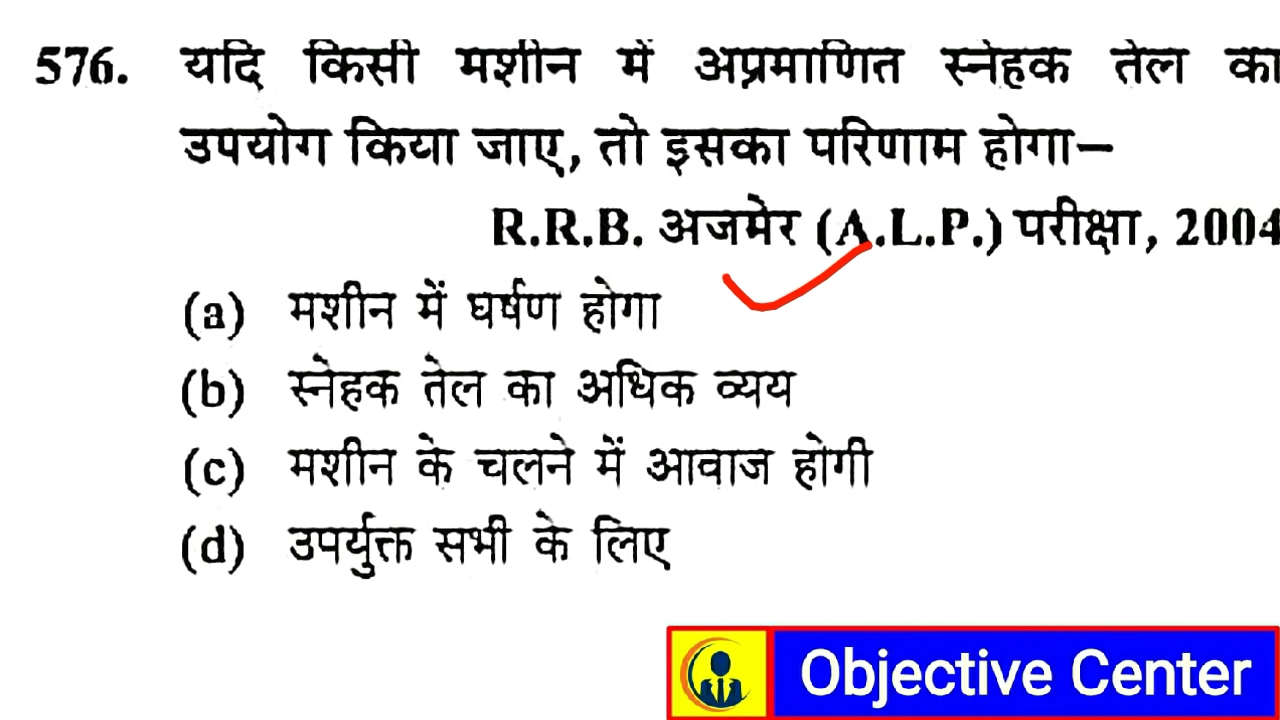 576. यदि किसी मशीन में अप्रमाणित स्नेहक तेल का
उपयोग किया जाए, तो इसका परिणाम होगा–
R.R.B. अजमेर (A.L.P.) परीक्षा, 2004
(a) मशीन में घर्षण होगा
(b) स्नेहक तेल का अधिक व्यय
(c) मशीन के चलने में आवाज होगी
(d) उपर्युक्त सभी के लिए
Objective Center